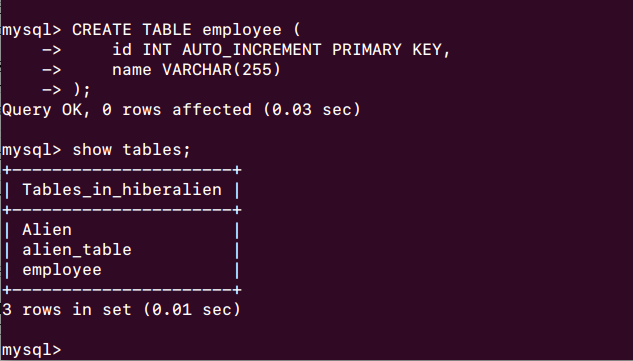 mysql> CREATE TABLE employee (
    ->     id INT AUTO_INCREMENT PRIMARY KEY,
    ->     name VARCHAR(255)
    -> );
Query OK, 0 rows affected (0.03 sec)

mysql> show tables;
+----------------------+
| Tables_in_hiberalien |
+----------------------+
| Alien                |
| alien_table          |
| employee             |
+----------------------+
3 rows in set (0.01 sec)

mysql>